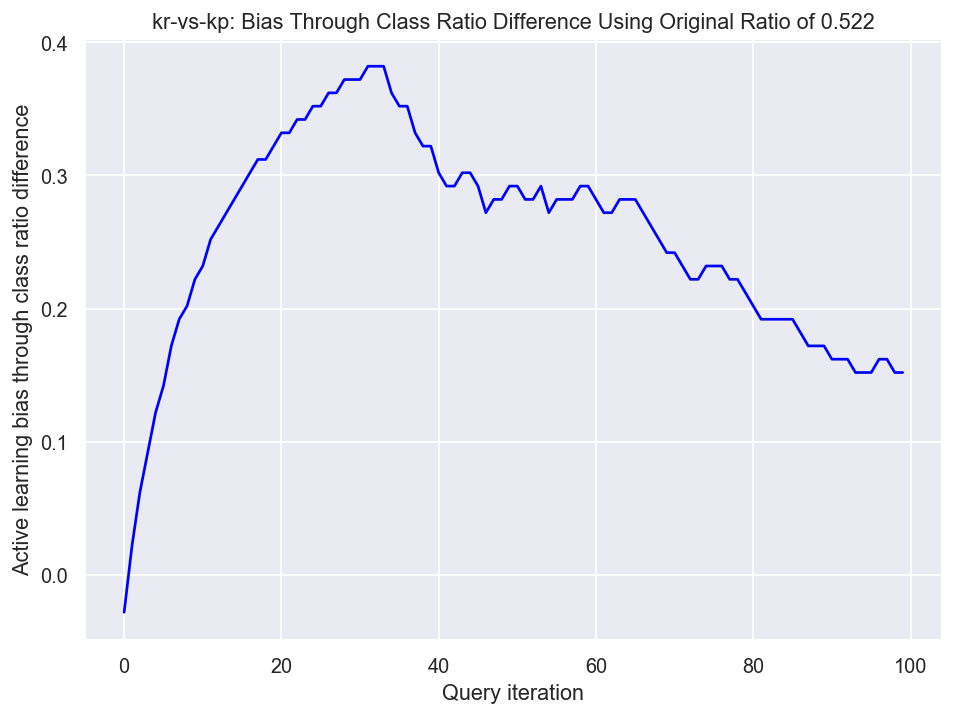 kr-vs-kp: Bias Through Class Ratio Difference Using Original Ratio of 0.522
Active learning bias through class ratio difference
0.4
0.3
0.2
0.1
0.0
0 20 40 60 80 100
Query iteration